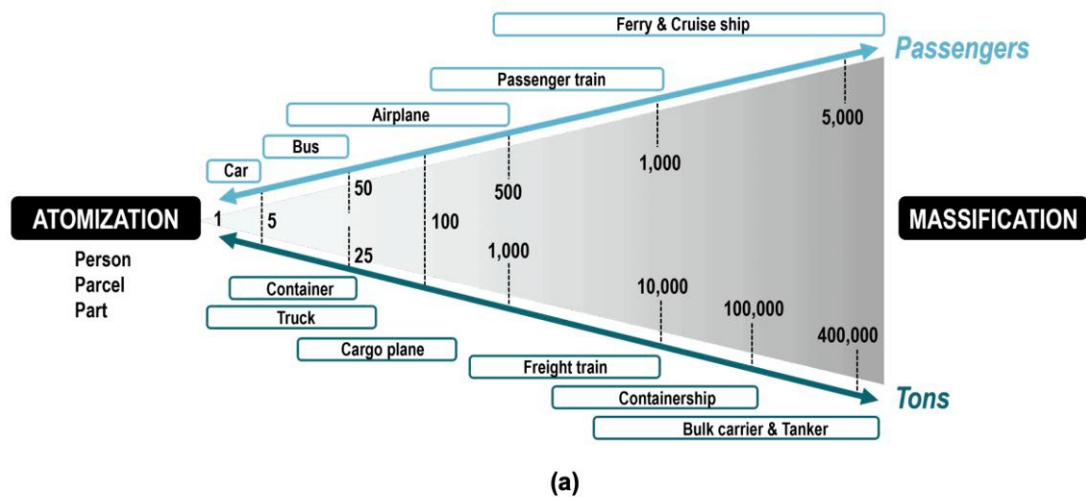 Ferry & Cruise ship
Passengers
Passenger train
Airplane
Bus
Car
5,000
1,000
500
50
ATOMIZATION
1
5
100
MASSIFICATION
Person
Parcel
Part
25
1,000
10,000
100,000
400,000
Container
Truck
Cargo plane
Freight train
Containership
Bulk carrier & Tanker
Tons
(a)